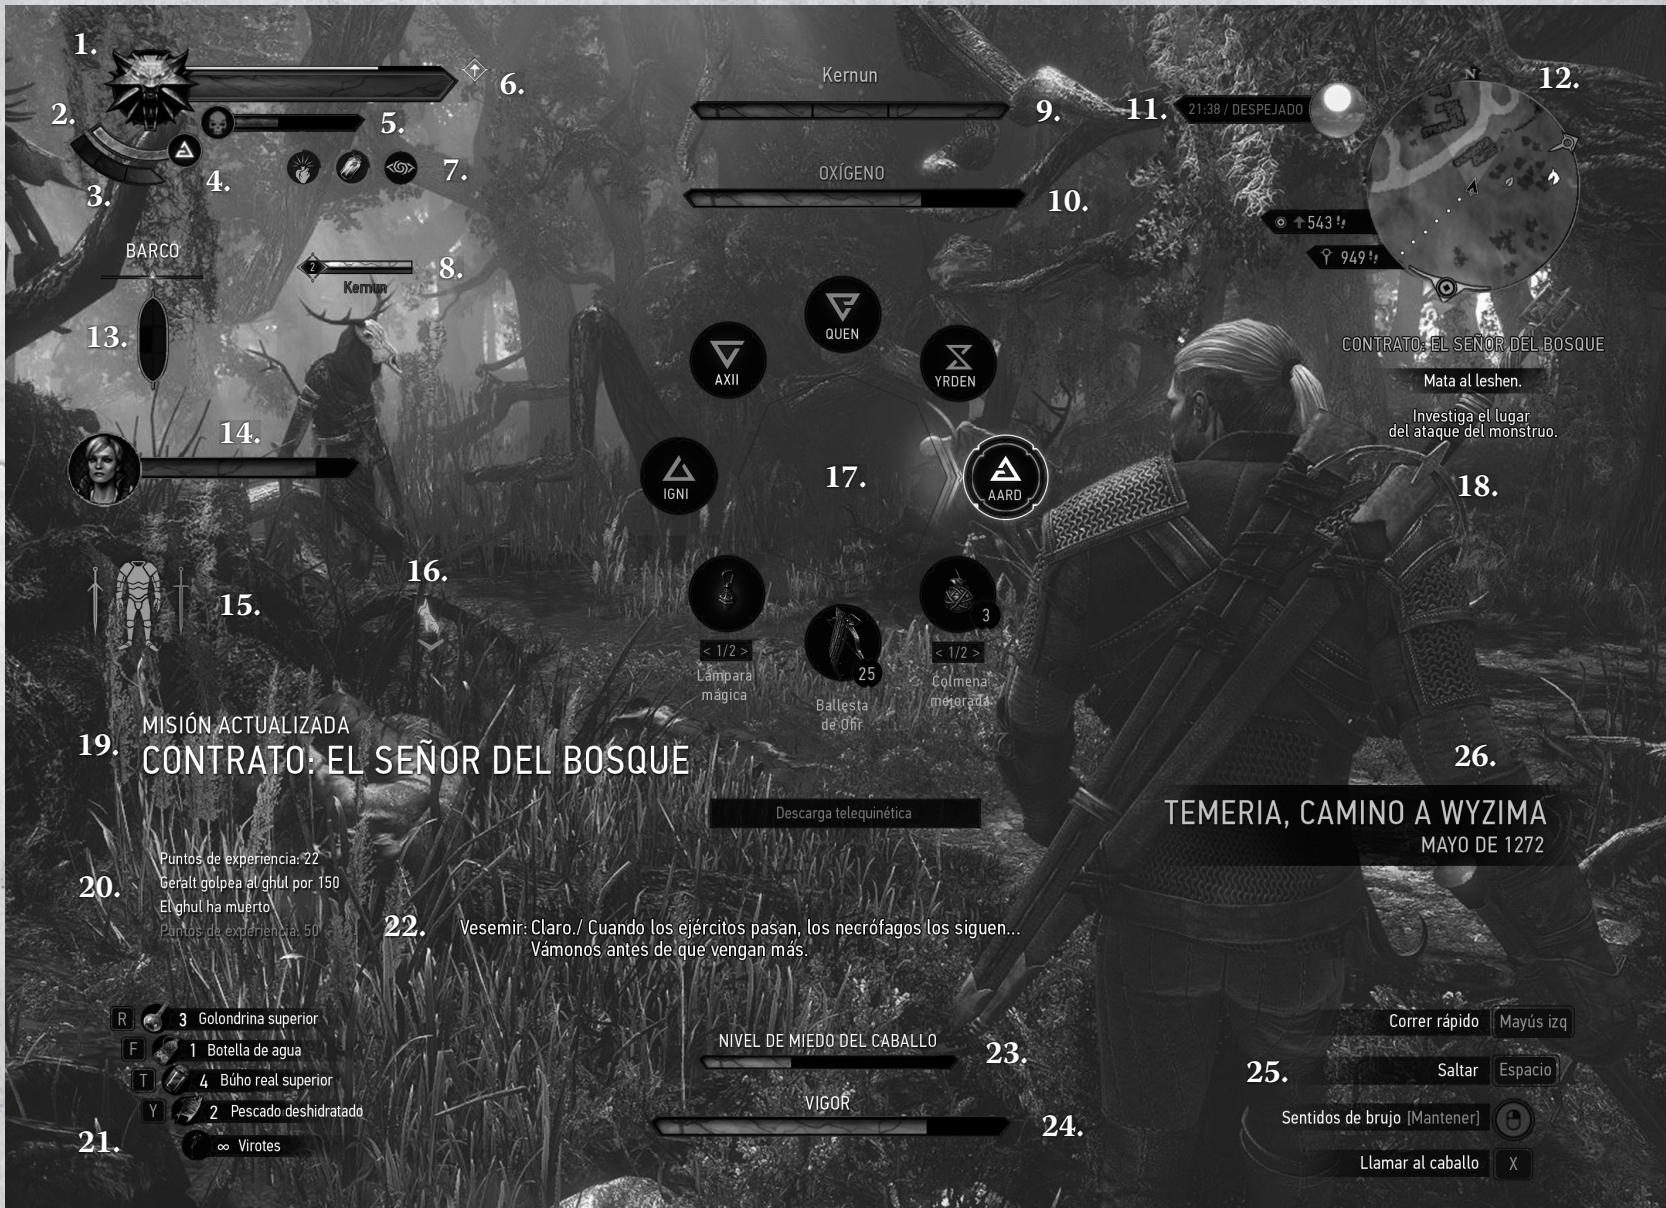 1.
6.
2.
5.
3.
4.
7.
Kernun
9.
OXÍGENO
10.
11.
21:38 / DESPEJADO
N
12.
543
949
BARCO
2
Kernun
8.
13.
QUEN
AXII
YRDEN
IGNI
17.
AARD
CONTRATO: EL SEÑOR DEL BOSQUE
Mata al leshen.
Investiga el lugar
del ataque del monstruo.
18.
14.
15.
16.
< 1/2 >
Lámpara
mágica
25
Ballesta
de Ofir
3
< 1/2 >
Colmena
mejorada
19.
MISIÓN ACTUALIZADA
CONTRATO: EL SEÑOR DEL BOSQUE
Descarga telequinética
26.
TEMERIA, CAMINO A WYZIMA
MAYO DE 1272
20.
Puntos de experiencia: 22
Geralt golpea al ghul por 150
El ghul ha muerto
Puntos de experiencia: 50
22.
Vesemir: Claro./ Cuando los ejércitos pasan, los necrófagos los siguen...
Vámonos antes de que vengan más.
R 3 Golondrina superior
F 1 Botella de agua
T 4 Búho real superior
Y 2 Pescado deshidratado
21.
∞ Virotes
NIVEL DE MIEDO DEL CABALLO
23.
VIGOR
24.
25.
Correr rápido Mayús izq
Saltar Espacio
Sentidos de brujo [Mantener]
Llamar al caballo X